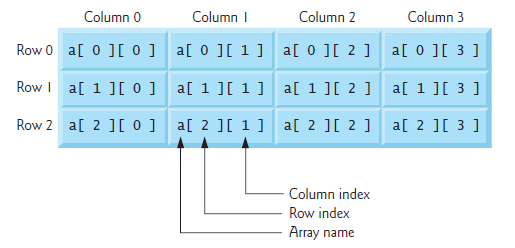 Column 0 Column 1 Column 2 Column 3
Row 0 a[ 0 ][ 0 ] a[ 0 ][ 1 ] a[ 0 ][ 2 ] a[ 0 ][ 3 ]
Row 1 a[ 1 ][ 0 ] a[ 1 ][ 1 ] a[ 1 ][ 2 ] a[ 1 ][ 3 ]
Row 2 a[ 2 ][ 0 ] a[ 2 ][ 1 ] a[ 2 ][ 2 ] a[ 2 ][ 3 ]
Column index
Row index
Array name